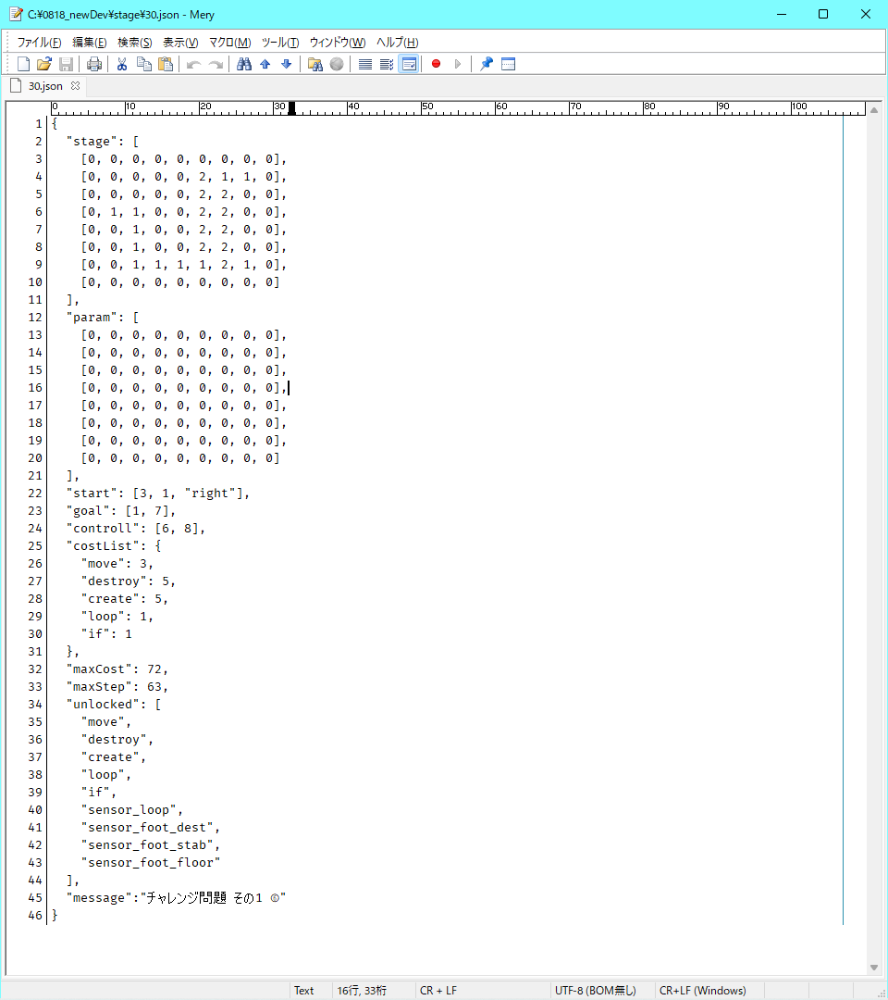 C:¥0818_newDev¥stage¥30.json - Mery
ファイル(F) 編集(E) 検索(S) 表示(V) マクロ(M) ツール(T) ウィンドウ(W) ヘルプ(H)
30.json
0 10 20 30 40 50 60 70 80 90 100
1 {
2 "stage": [
3 [0, 0, 0, 0, 0, 0, 0, 0, 0],
4 [0, 0, 0, 0, 0, 2, 1, 1, 0],
5 [0, 0, 0, 0, 0, 2, 2, 0, 0],
6 [0, 1, 1, 0, 0, 2, 2, 0, 0],
7 [0, 0, 1, 0, 0, 2, 2, 0, 0],
8 [0, 0, 1, 0, 0, 2, 2, 0, 0],
9 [0, 0, 1, 1, 1, 1, 2, 1, 0],
10 [0, 0, 0, 0, 0, 0, 0, 0, 0]
11 ],
12 "param": [
13 [0, 0, 0, 0, 0, 0, 0, 0, 0],
14 [0, 0, 0, 0, 0, 0, 0, 0, 0],
15 [0, 0, 0, 0, 0, 0, 0, 0, 0],
16 [0, 0, 0, 0, 0, 0, 0, 0, 0],
17 [0, 0, 0, 0, 0, 0, 0, 0, 0],
18 [0, 0, 0, 0, 0, 0, 0, 0, 0],
19 [0, 0, 0, 0, 0, 0, 0, 0, 0],
20 [0, 0, 0, 0, 0, 0, 0, 0, 0]
21 ],
22 "start": [3, 1, "right"],
23 "goal": [1, 7],
24 "controll": [6, 8],
25 "costList": {
26 "move": 3,
27 "destroy": 5,
28 "create": 5,
29 "loop": 1,
30 "if": 1
31 },
32 "maxCost": 72,
33 "maxStep": 63,
34 "unlocked": [
35 "move",
36 "destroy",
37 "create",
38 "loop",
39 "if",
40 "sensor_loop",
41 "sensor_foot_dest",
42 "sensor_foot_stab",
43 "sensor_foot_floor"
44 ],
45 "message":"チャレンジ問題 その1 "
46 }
Text 16行, 33桁 CR + LF UTF-8 (BOM無し) CR+LF (Windows)